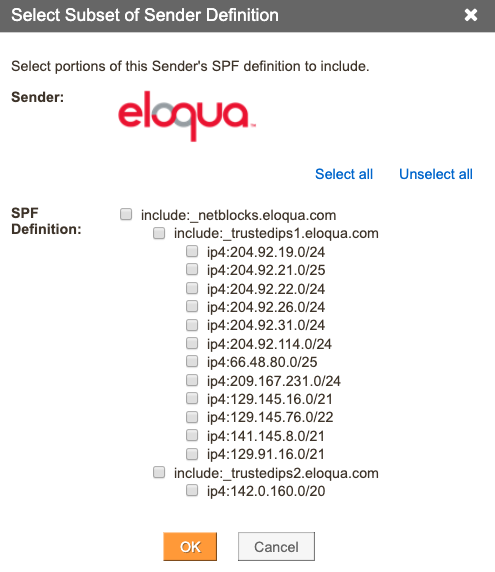 Select Subset of Sender Definition
Select portions of this Sender's SPF definition to include.
Sender:
eloqua™
Select all Unselect all
SPF Definition:
include:_netblocks.eloqua.com
include:_trustedips1.eloqua.com
ip4:204.92.19.0/24
ip4:204.92.21.0/25
ip4:204.92.22.0/24
ip4:204.92.26.0/24
ip4:204.92.31.0/24
ip4:204.92.114.0/24
ip4:66.48.80.0/25
ip4:209.167.231.0/24
ip4:129.145.16.0/21
ip4:129.145.76.0/22
ip4:141.145.8.0/21
ip4:129.91.16.0/21
include:_trustedips2.eloqua.com
ip4:142.0.160.0/20
OK Cancel